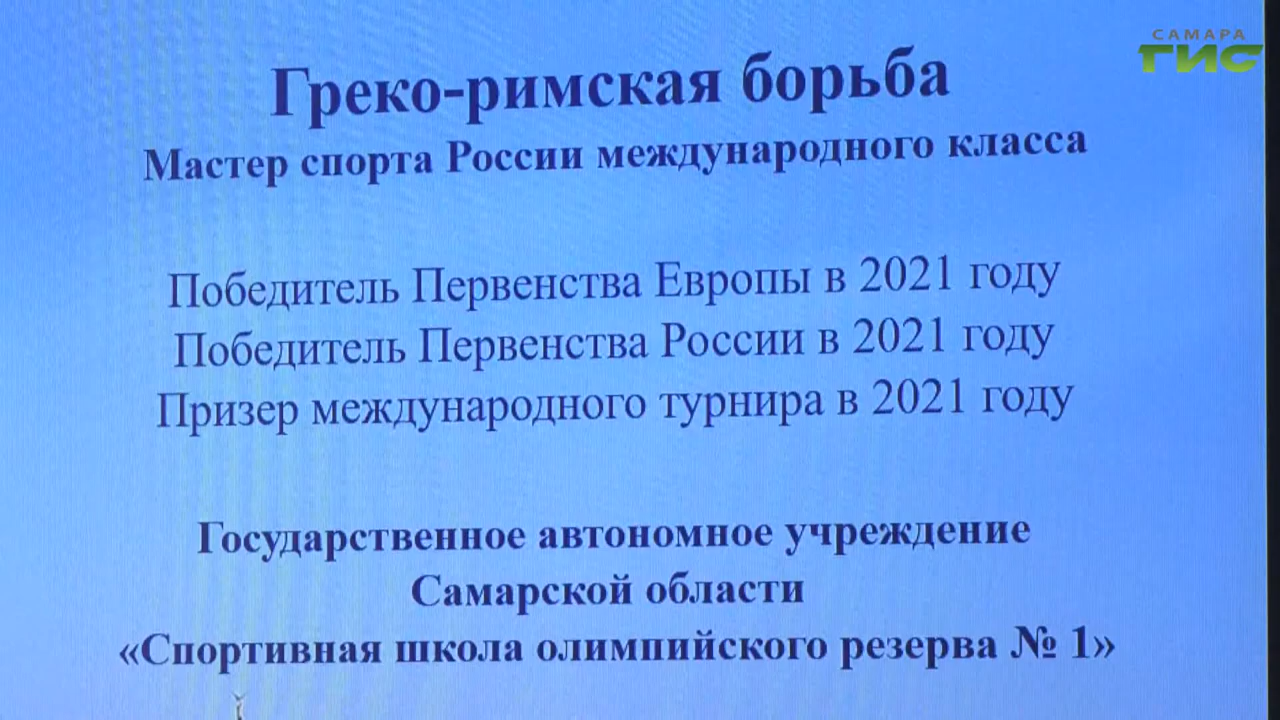 САМАРА
ГИС
Греко-римская борьба
Мастер спорта России международного класса
Победитель Первенства Европы в 2021 году
Победитель Первенства России в 2021 году
Призер международного турнира в 2021 году
Государственное автономное учреждение
Самарской области
«Спортивная школа олимпийского резерва № 1»